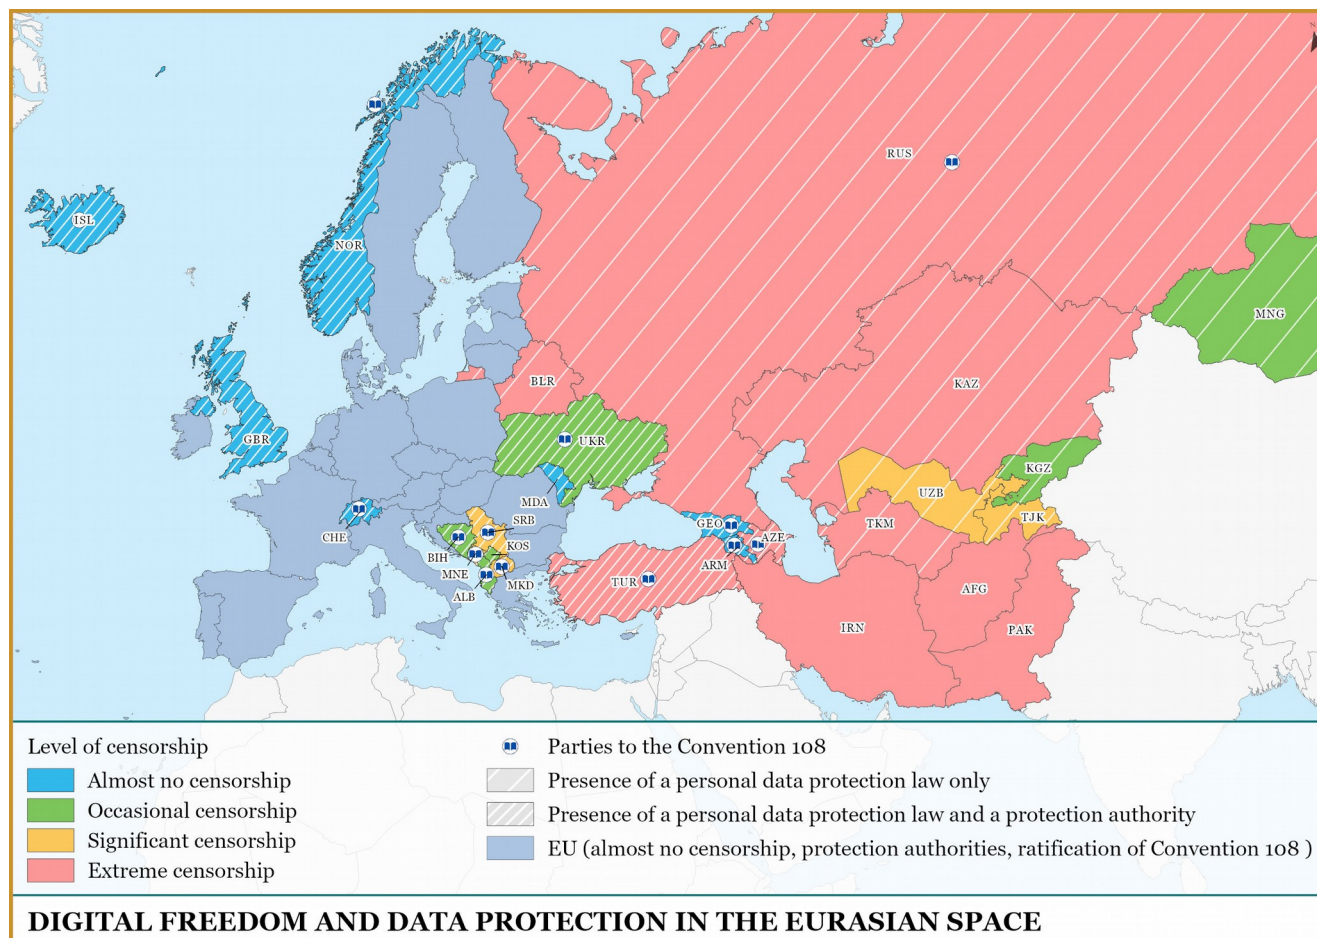 ISL
NOR
RUS
MNG
GBR
BLR
KAZ
UKR
KGZ
UZB
MDA
TJK
SRB
GEO
TKM
CHE
KOS
AZE
BIH
ARM
MNE
MKD
TUR
AFG
ALB
IRN
PAK
Level of censorship
Almost no censorship
Occasional censorship
Significant censorship
Extreme censorship
Parties to the Convention 108
Presence of a personal data protection law only
Presence of a personal data protection law and a protection authority
EU (almost no censorship, protection authorities, ratification of Convention 108 )
DIGITAL FREEDOM AND DATA PROTECTION IN THE EURASIAN SPACE